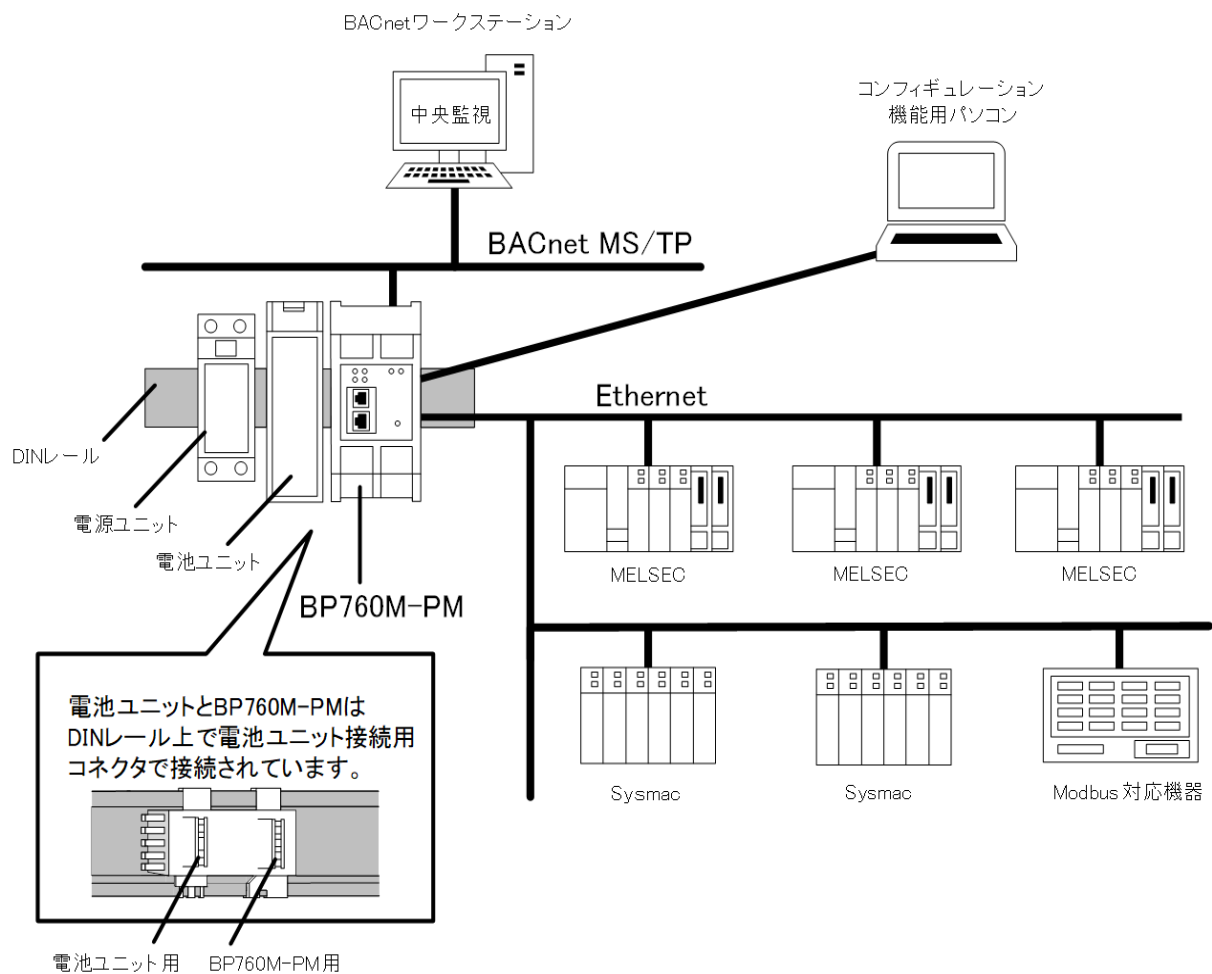 BACnetワークステーション
中央監視
コンフィギュレーション
機能用パソコン
BACnet MS/TP
Ethernet
DINレール
電源ユニット
電池ユニット
BP760M-PM
MELSEC
MELSEC
MELSEC
電池ユニットとBP760M-PMは
DINレール上で電池ユニット接続用
コネクタで接続されています。
Sysmac
Sysmac
Modbus 対応機器
電池ユニット用
BP760M-PM用